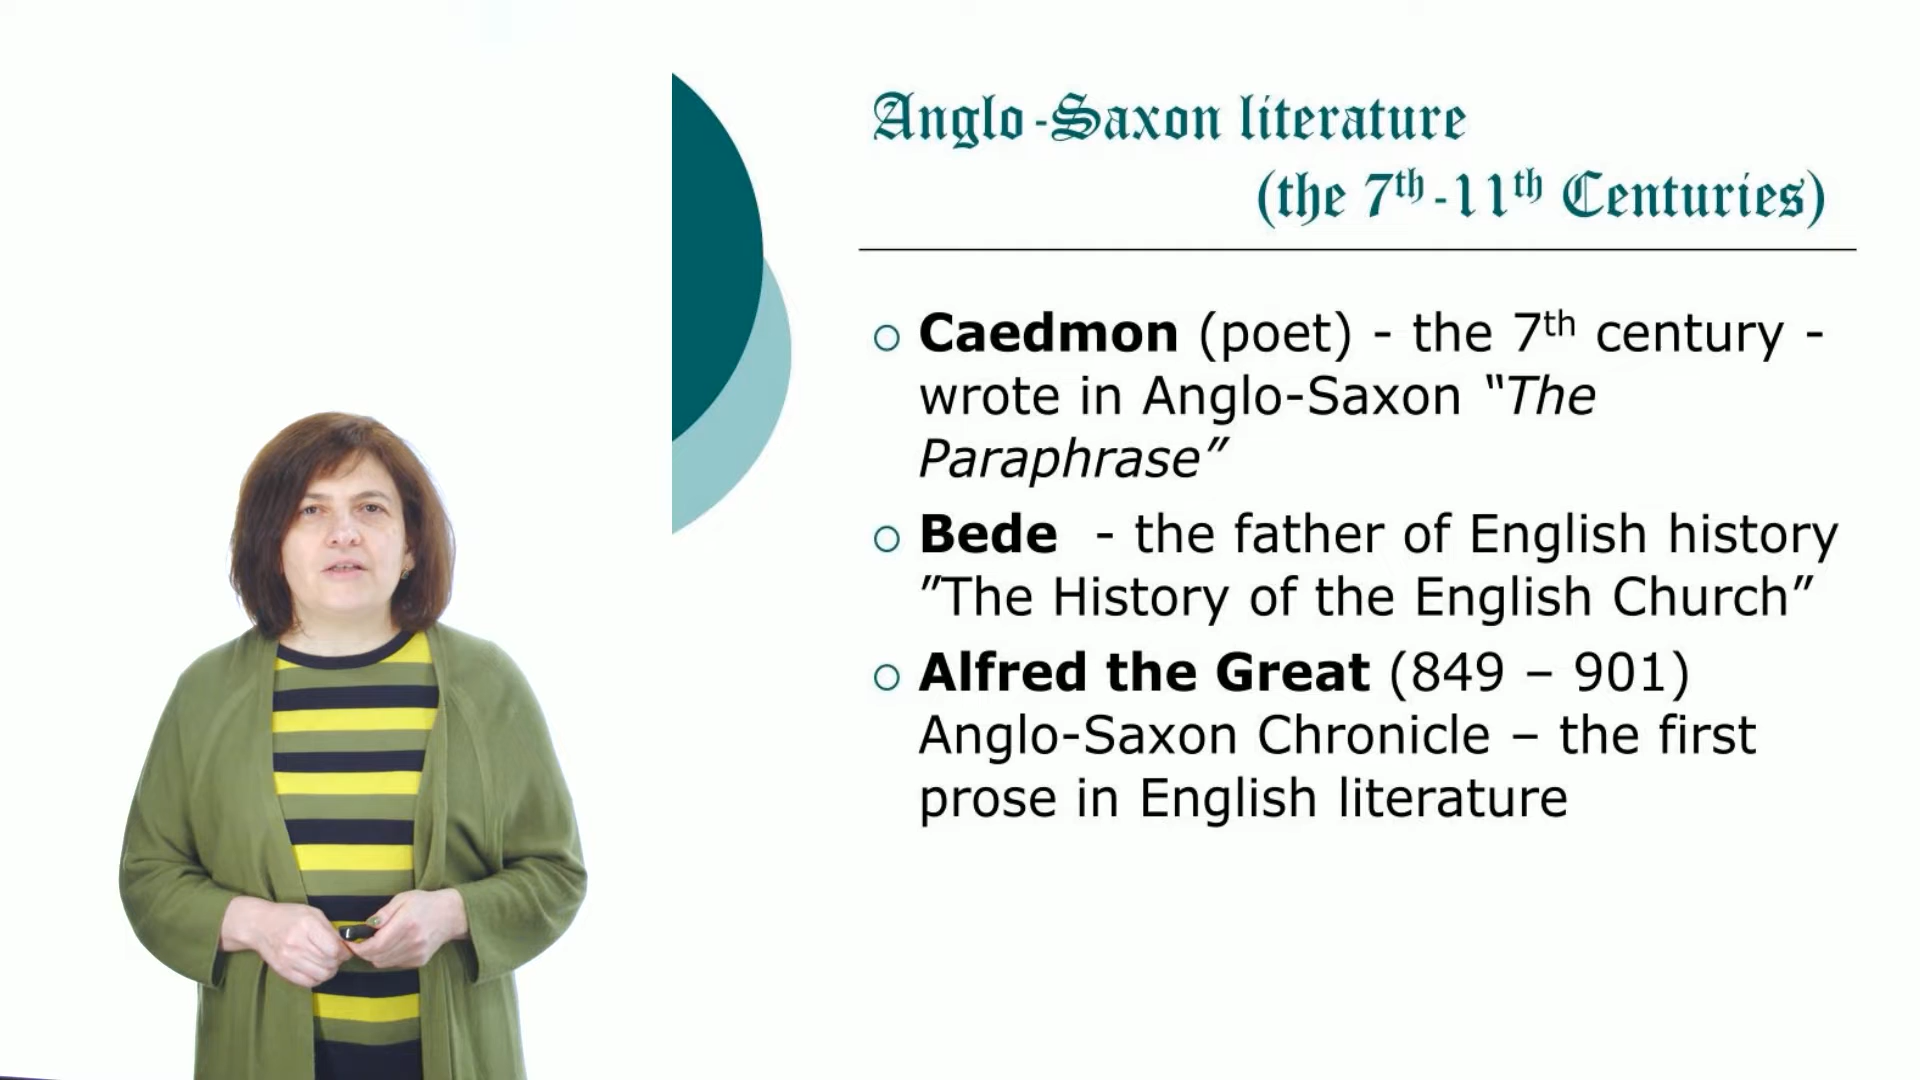 Anglo-Saxon literature
(the 7th-11th Centuries)
Caedmon (poet) - the 7th century -
wrote in Anglo-Saxon “The
Paraphrase”
Bede - the father of English history
”The History of the English Church”
Alfred the Great (849 – 901)
Anglo-Saxon Chronicle – the first
prose in English literature